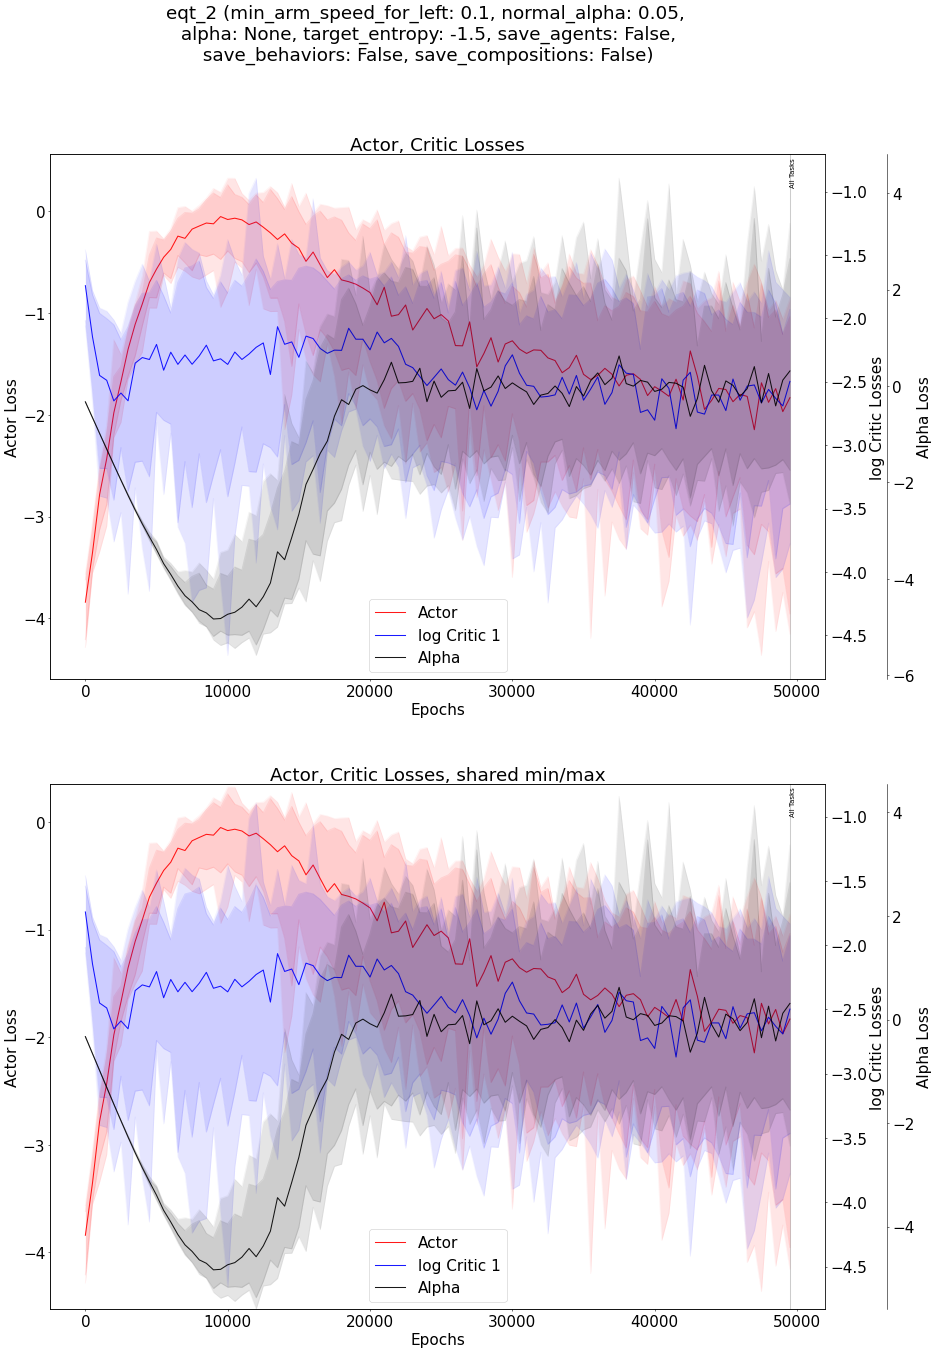 eqt_2 (min_arm_speed_for_left: 0.1, normal_alpha: 0.05,
alpha: None, target_entropy: -1.5, save_agents: False,
save_behaviors: False, save_compositions: False)
Actor, Critic Losses
All Tasks
0
−1
−2
−3
−4
Actor Loss
−1.0
−1.5
−2.0
−2.5
−3.0
−3.5
−4.0
−4.5
log Critic Losses
4
2
0
−2
−4
−6
Alpha Loss
Actor
log Critic 1
Alpha
0
10000
20000
30000
40000
50000
Epochs
Actor, Critic Losses, shared min/max
All Tasks
0
−1
−2
−3
−4
Actor Loss
−1.0
−1.5
−2.0
−2.5
−3.0
−3.5
−4.0
−4.5
log Critic Losses
4
2
0
−2
−4
Alpha Loss
Actor
log Critic 1
Alpha
0
10000
20000
30000
40000
50000
Epochs